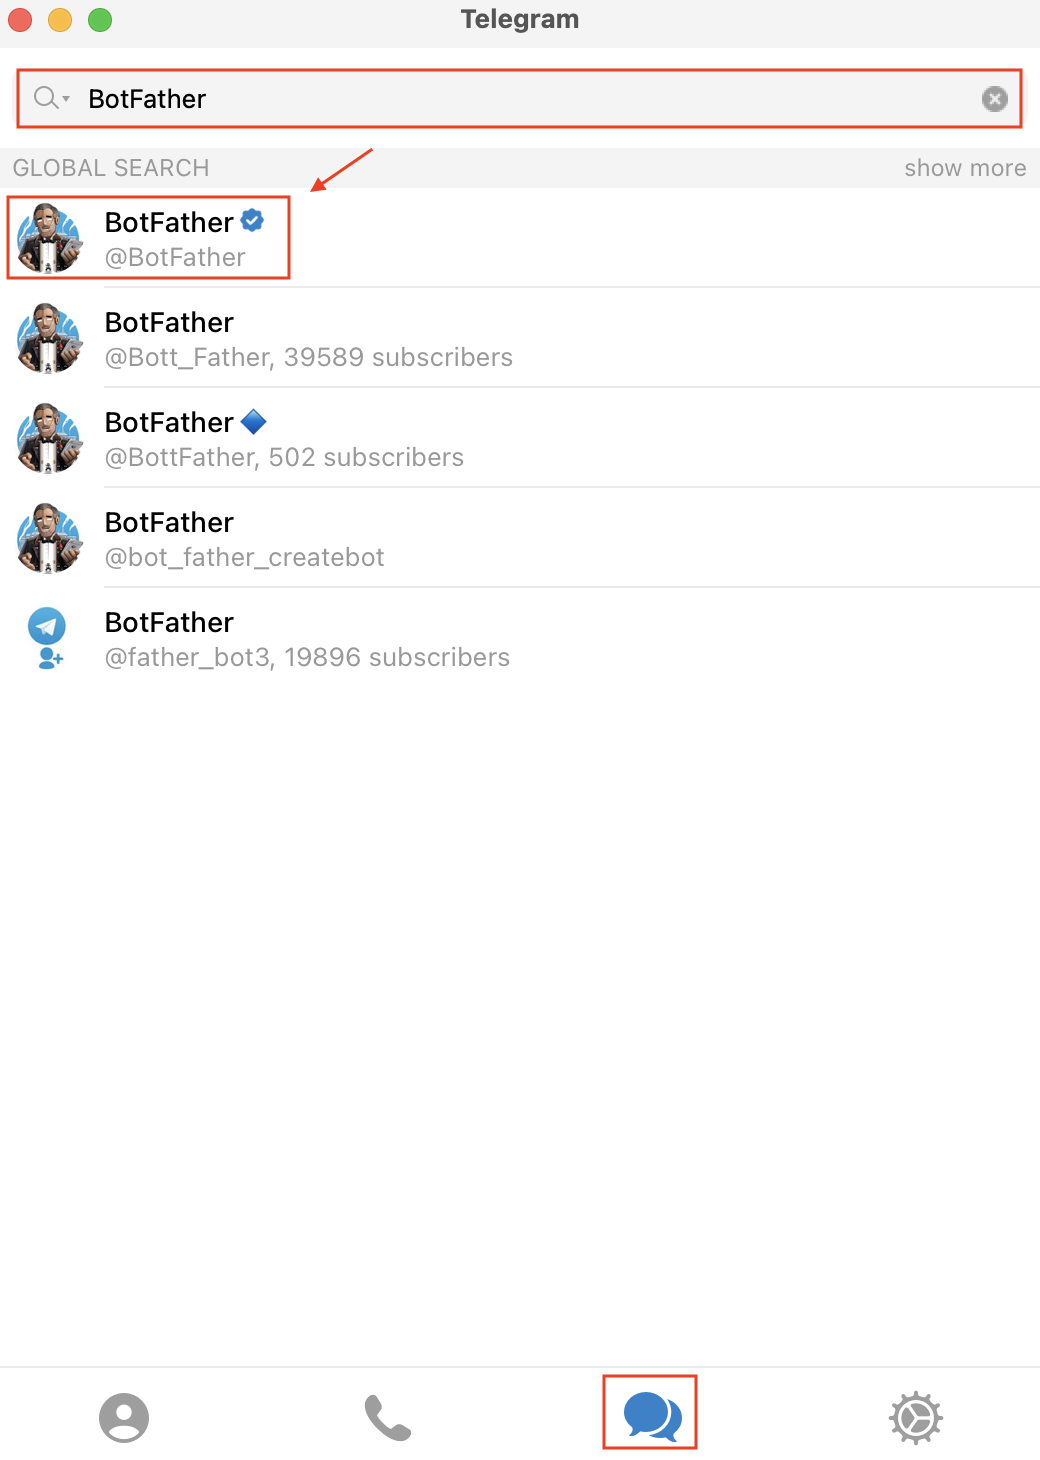 Telegram
BotFather
GLOBAL SEARCH show more
BotFather
@BotFather
BotFather
@Bott_Father, 39589 subscribers
BotFather
@BottFather, 502 subscribers
BotFather
@bot_father_createbot
BotFather
@father_bot3, 19896 subscribers